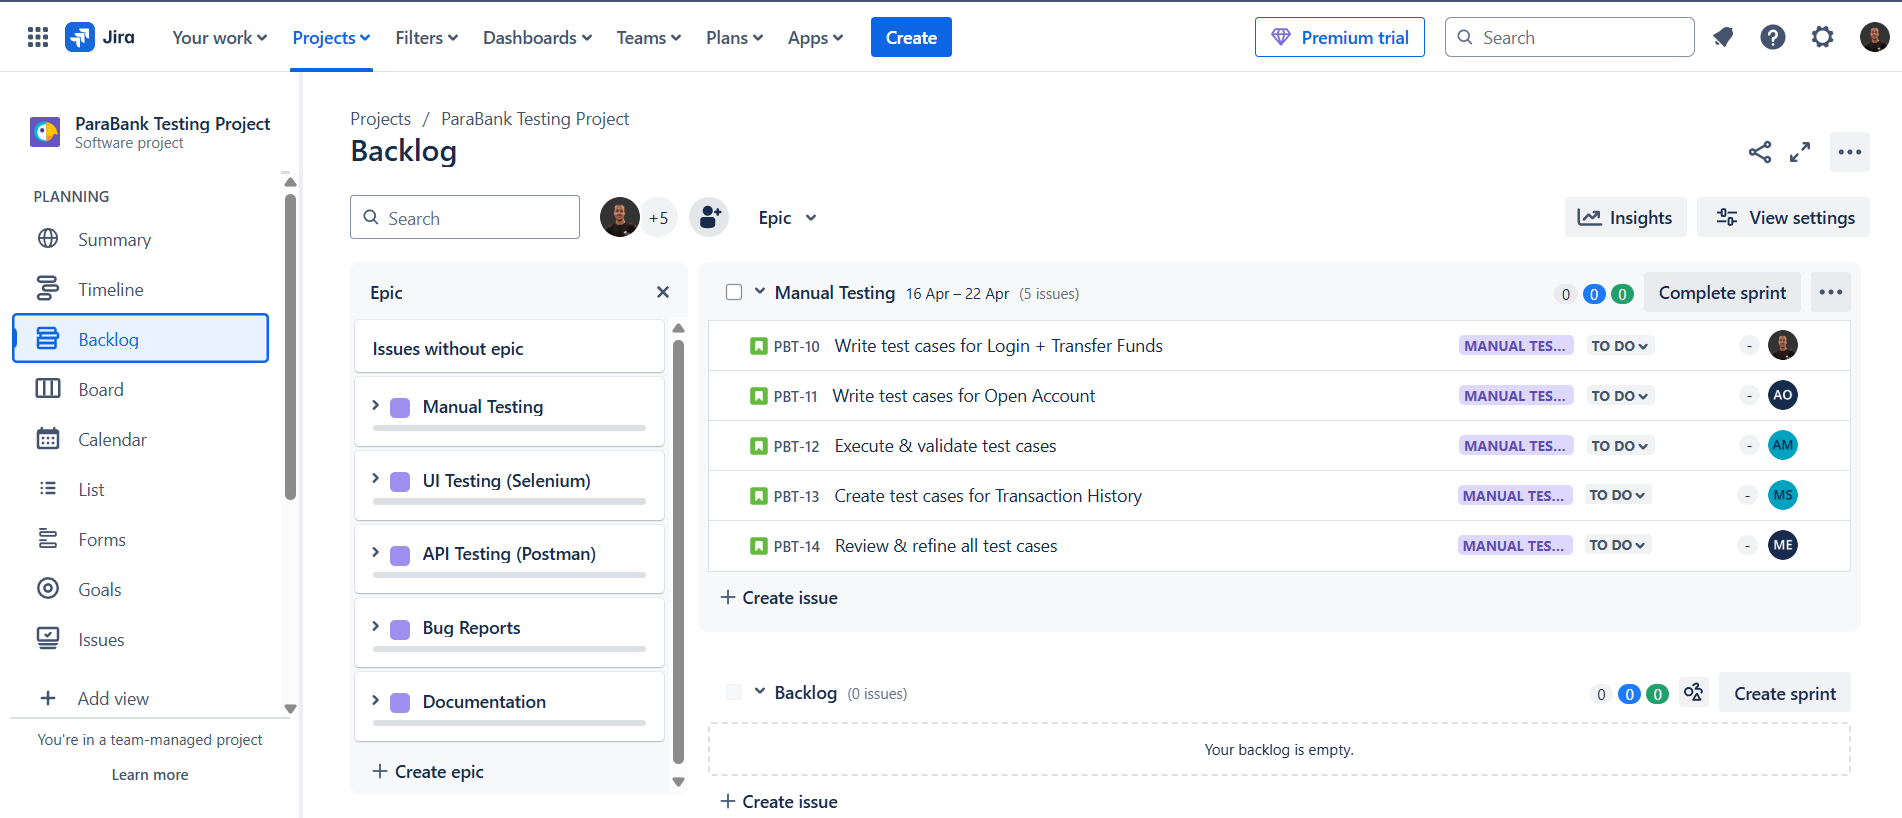 Jira
Your work
Projects
Filters
Dashboards
Teams
Plans
Apps
Create
Premium trial
Search
ParaBank Testing Project
Software project
PLANNING
Summary
Timeline
Backlog
Board
Calendar
List
Forms
Goals
Issues
Add view
You're in a team-managed project
Learn more
Projects / ParaBank Testing Project
Backlog
Search
+5
Epic
Insights
View settings
Epic
Issues without epic
Manual Testing
UI Testing (Selenium)
API Testing (Postman)
Bug Reports
Documentation
Create epic
Manual Testing 16 Apr – 22 Apr (5 issues)
0 0 0
Complete sprint
PBT-10 Write test cases for Login + Transfer Funds MANUAL TES... TO DO -
PBT-11 Write test cases for Open Account MANUAL TES... TO DO - AO
PBT-12 Execute & validate test cases MANUAL TES... TO DO - AM
PBT-13 Create test cases for Transaction History MANUAL TES... TO DO - MS
PBT-14 Review & refine all test cases MANUAL TES... TO DO - ME
Create issue
Backlog (0 issues)
0 0 0
Create sprint
Your backlog is empty.
Create issue